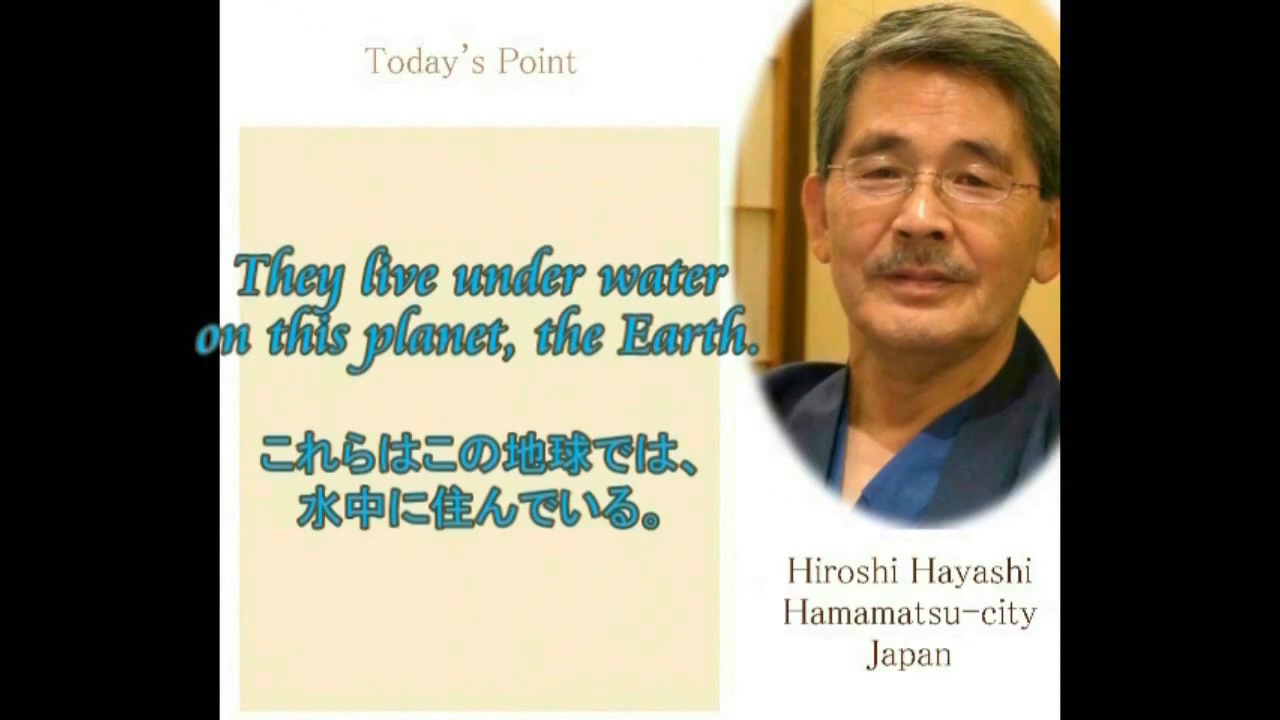 Today's Point
They live under water
on this planet, the Earth.
これらはこの地球では、
水中に住んでいる。
Hiroshi Hayashi
Hamamatsu-city
Japan